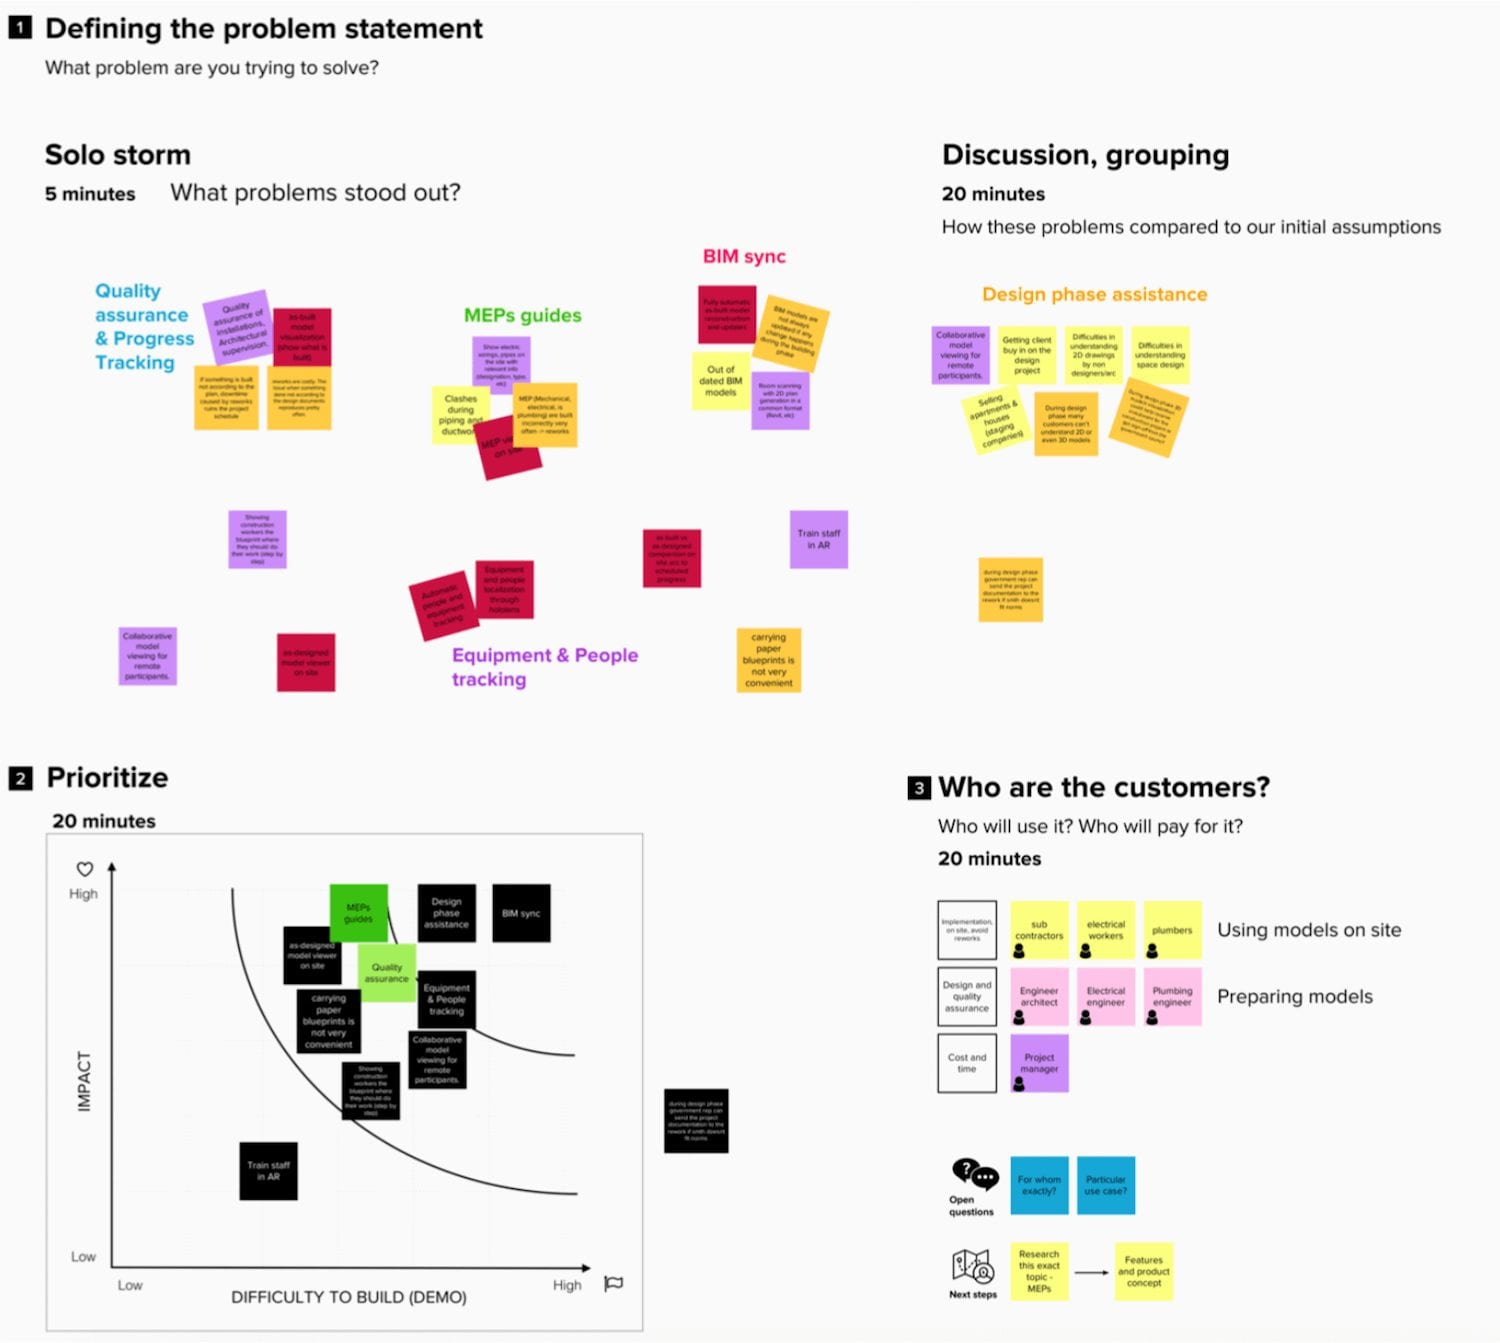 1 Defining the problem statement
What problem are you trying to solve?
Solo storm
5 minutes What problems stood out?
Quality
assurance
& Progress
Tracking
Quality
assurance of
installations,
Architectural
supervision.
as-built
model
visualization
(show what is
built)
if something is built
not according to the
plan, downtime
caused by reworks
ruins the project
schedule
reworks are costly. The
issue when something
done not according to
the design documents
reproduces pretty
often.
MEPs guides
Show electric
wirings, pipes on
the site with
relevant info
(designation, type,
etc)
Clashes
during
piping and
ductwor
MEP (Mechanical,
electrical,
plumbing) are built
incorrectly very
often -> reworks
MEP
on site
BIM sync
Fully automatic
as-built model
reconstruction
and updates
BIM models are
not always
updated if any
change happens
during the building
phase
Out of
dated BIM
models
Room scanning
with 2D plan
generation in a
common format
(Revit, etc)
Showing
construction
workers the
blueprint where
they should do
their work (step by
step)
Collaborative
model
viewing for
remote
participants.
as-designed
model viewer
on site
Automatic
people and
equipment
tracking
Equipment
and people
localization
through
hololens
Equipment & People
tracking
as-built vs
as-designed
comparison on
site
to
scheduled
progress
Train staff
in AR
carrying
paper
blueprints is
not very
convenient
Discussion, grouping
20 minutes
How these problems compared to our initial assumptions
Design phase assistance
Collaborative
model
viewing for
remote
participants.
Getting client
buy in on the
design
project
Difficulties in
understanding
2D drawings
by non
designers/arc
Difficulties in
understanding
space design
Selling
apartments &
houses
(staging
companies)
During design
phase many
customers can't
understand 2D or
even 3D models
during design phase
government rep can
send the project
documentation to the
rework if smth doesnt
fit norms
2 Prioritize
20 minutes
High
IMPACT
Low
Low
High
DIFFICULTY TO BUILD (DEMO)
MEPs
guides
Design
phase
assistance
BIM sync
as-designed
model viewer
on site
Quality
assurance
Equipment
& People
tracking
carrying
paper
blueprints is
not very
convenient
Collaborative
model
viewing for
remote
participants.
Showing
construction
workers the
blueprint where
they should do
their work (step by
step)
Train staff
in AR
during design phase
government rep can
send the project
documentation to the
rework if smth doesnt
fit norms
3 Who are the customers?
Who will use it? Who will pay for it?
20 minutes
Implementation,
on site, avoid
reworks
sub
contractors
electrical
workers
plumbers
Using models on site
Design and
quality
assurance
Engineer
architect
Electrical
engineer
Plumbing
engineer
Preparing models
Cost and
time
Project
manager
Open
questions
For whom
exactly?
Particular
use case?
Next steps
Research
this exact
topic -
MEPs
Features
and product
concept